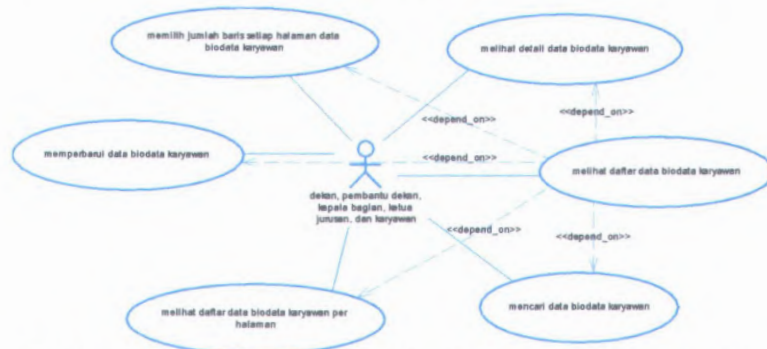 memilih jumlah baris setiap halaman data
biodata karyawan
melihat detail data biodata karyawan
<<depend_on>>
<<depend_on>>
memperbarui data biodata karyawan
<<depend_on>>
melihat daftar data biodata karyawan
dekan, pembantu dekan,
kepala bagian, ketua
jurusan, dan karyawan
<<depend_on>>
<<depend_on>>
melihat daftar data biodata karyawan per
halaman
mencari data biodata karyawan